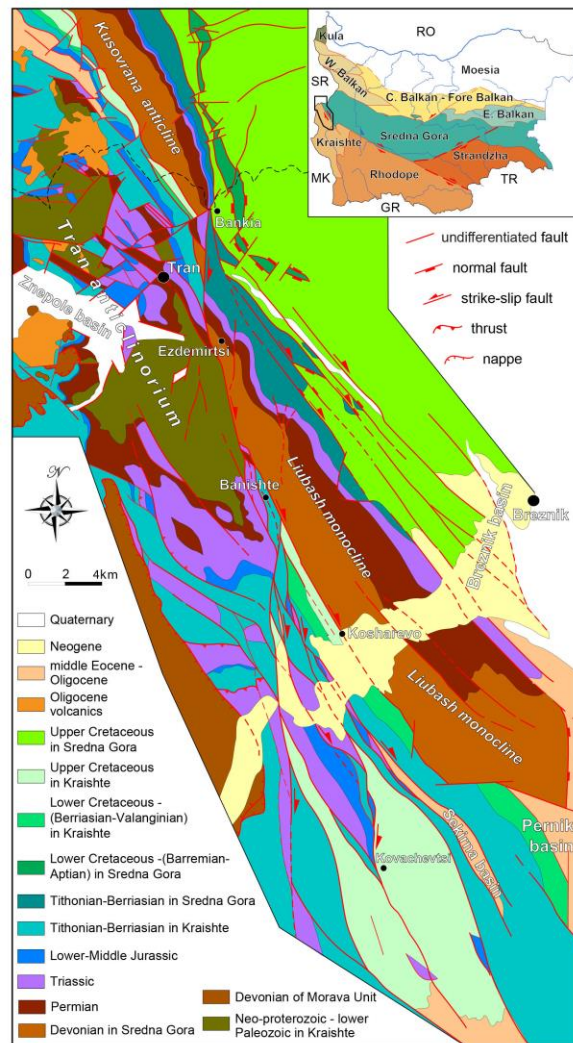 Kusovrana anticline
Bankia
Tran
Tran anticlinorium
Znepole basin
Ezdemirtsi
Banishte
Liubash monocline
Breznik
Breznik basin
Kosharevo
Liubash monocline
Sekirna basin
Pernik
basin
Kovachevtsi
Kula
RO
W. Balkan
Moesia
SR
C. Balkan - Fore Balkan
E. Balkan
Sredna Gora
Kraishte
Strandzha
MK
Rhodope
TR
GR
undifferentiated fault
normal fault
strike-slip fault
thrust
nappe
N
0 2 4km
Quaternary
Neogene
middle Eocene -
Oligocene
Oligocene
volcanics
Upper Cretaceous
in Sredna Gora
Upper Cretaceous
in Kraishte
Lower Cretaceous -
(Berriasian-Valanginian)
in Kraishte
Lower Cretaceous -(Barremian-
Aptian) in Sredna Gora
Tithonian-Berriasian in Sredna Gora
Tithonian-Berriasian in Kraishte
Lower-Middle Jurassic
Triassic
Permian
Devonian in Sredna Gora
Devonian of Morava Unit
Neo-proterozoic - lower
Paleozoic in Kraishte